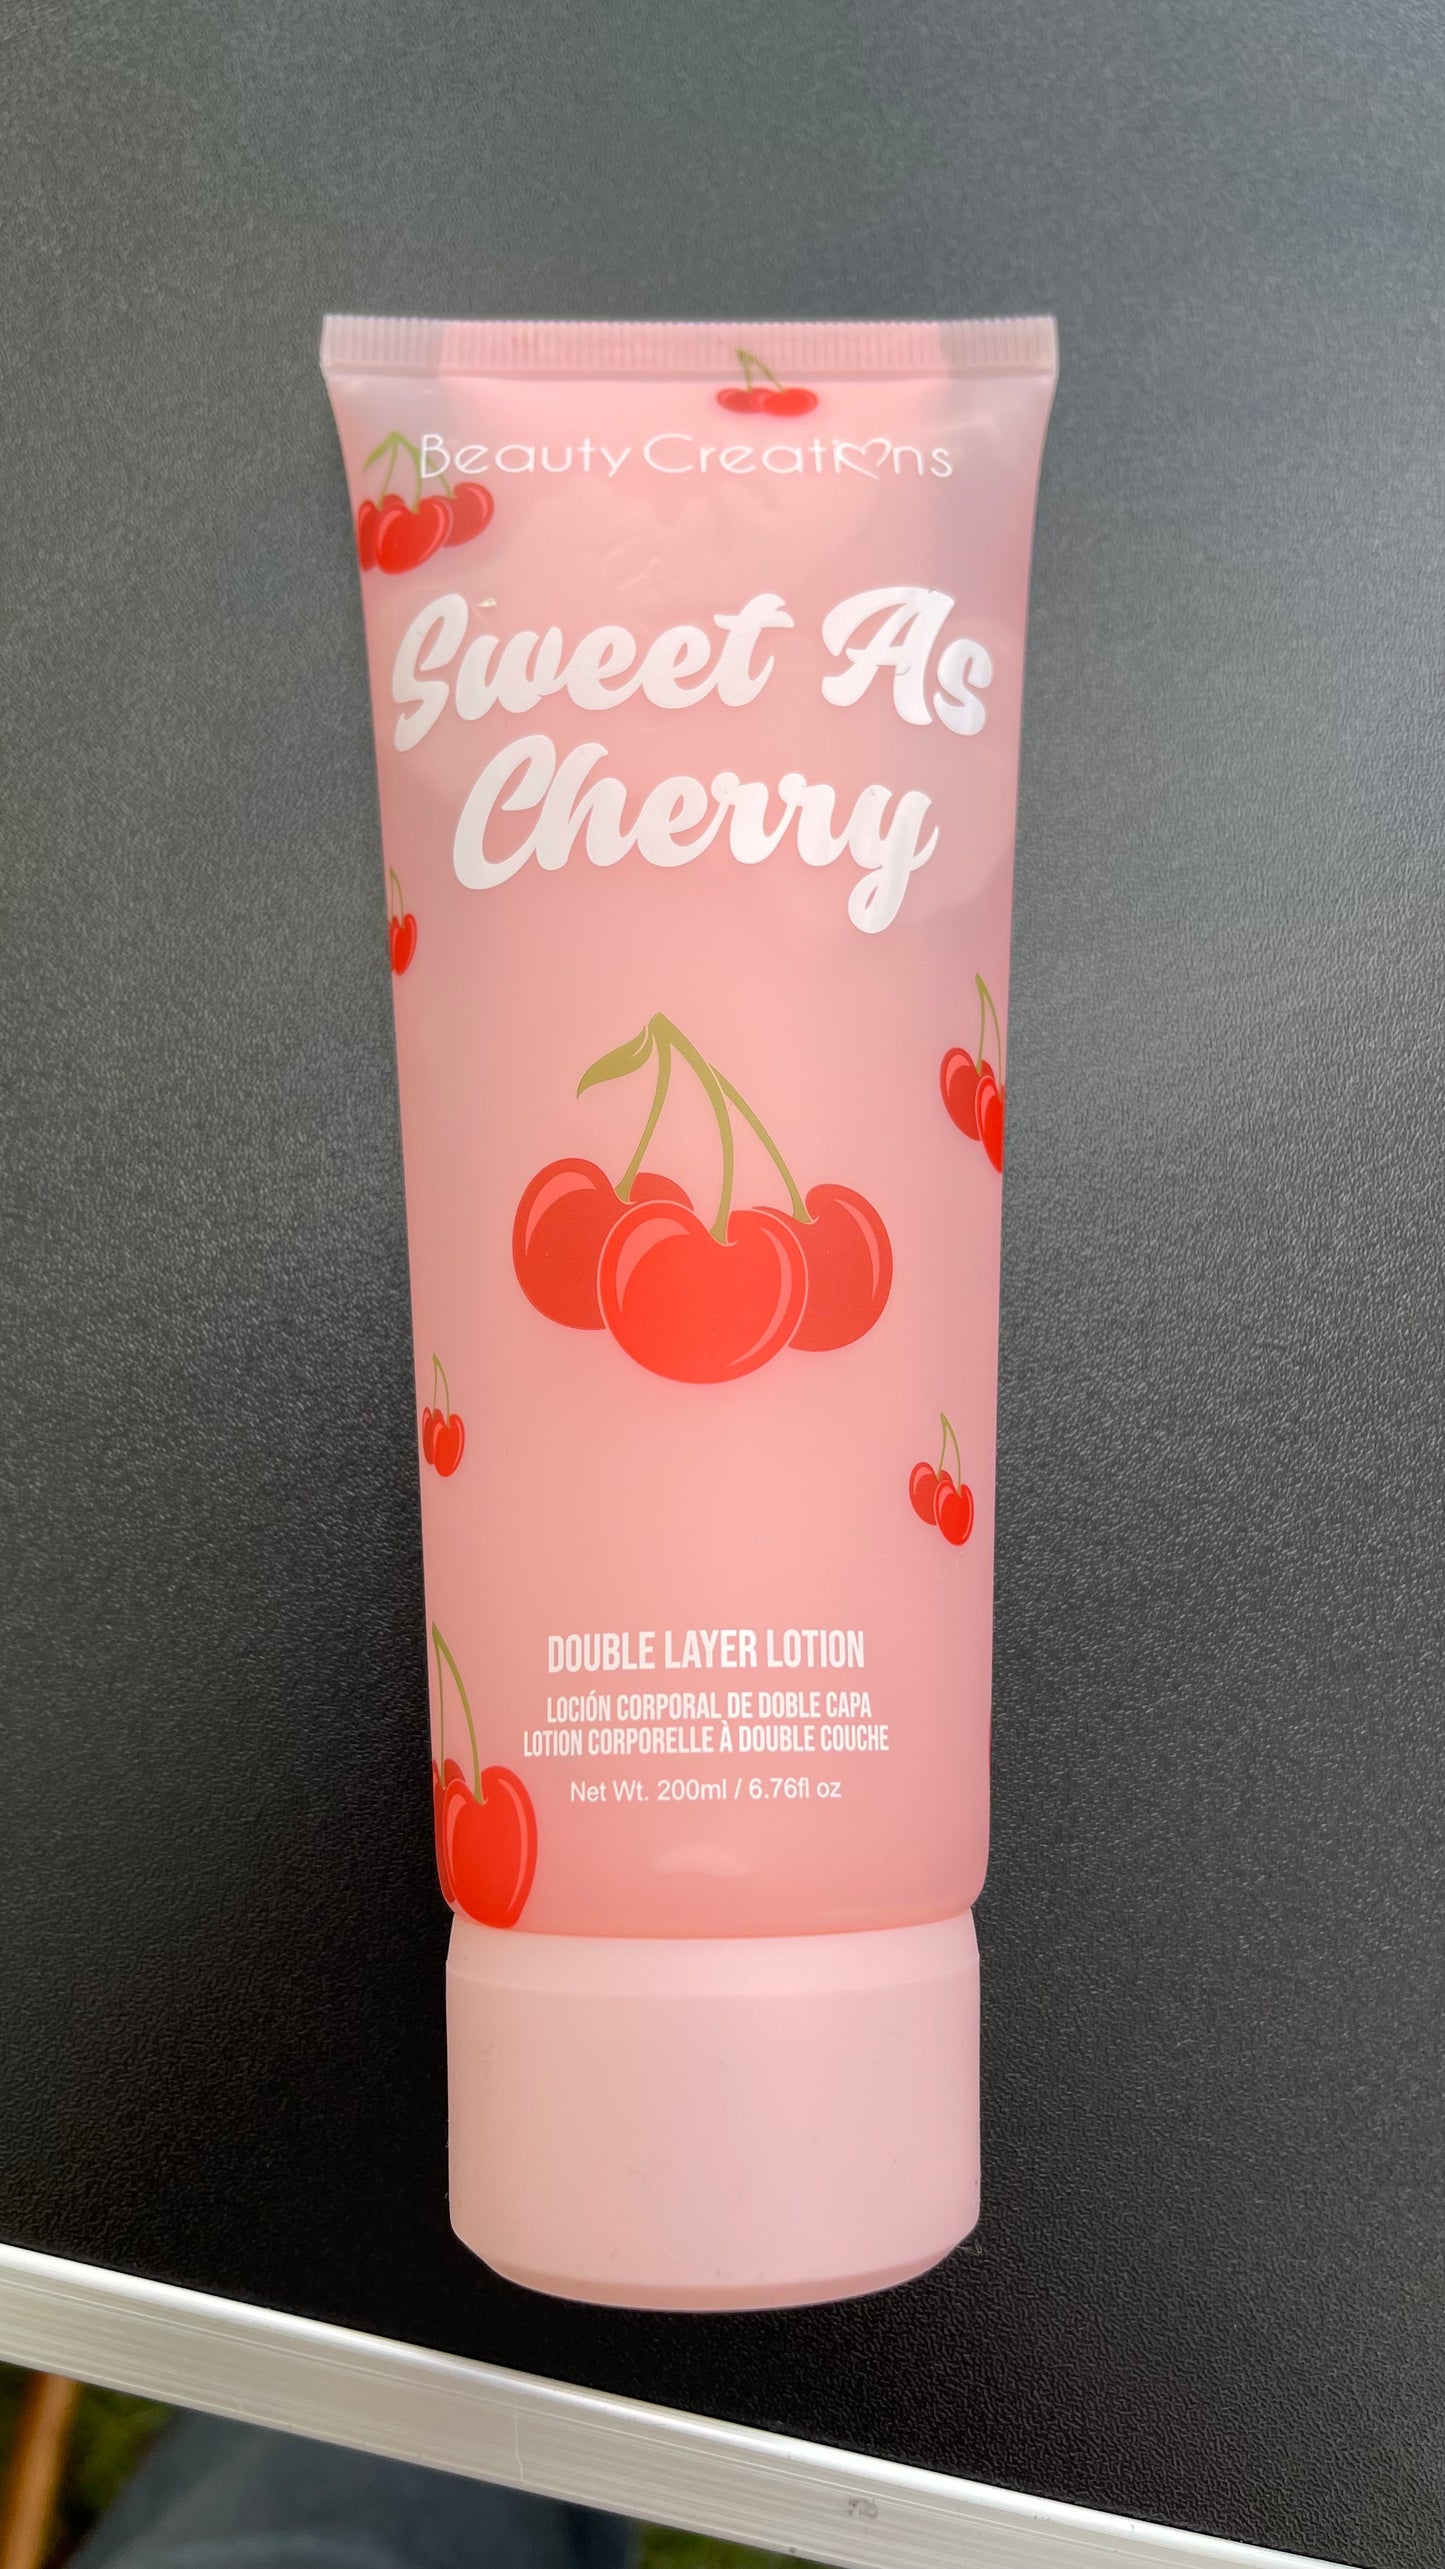 Beauty Creations
Sweet As
Cherry
DOUBLE LAYER LOTION
LOCIÓN CORPORAL DE DOBLE CAPA
LOTION CORPORELLE À DOUBLE COUCHE
Net Wt. 200ml / 6.76fl oz